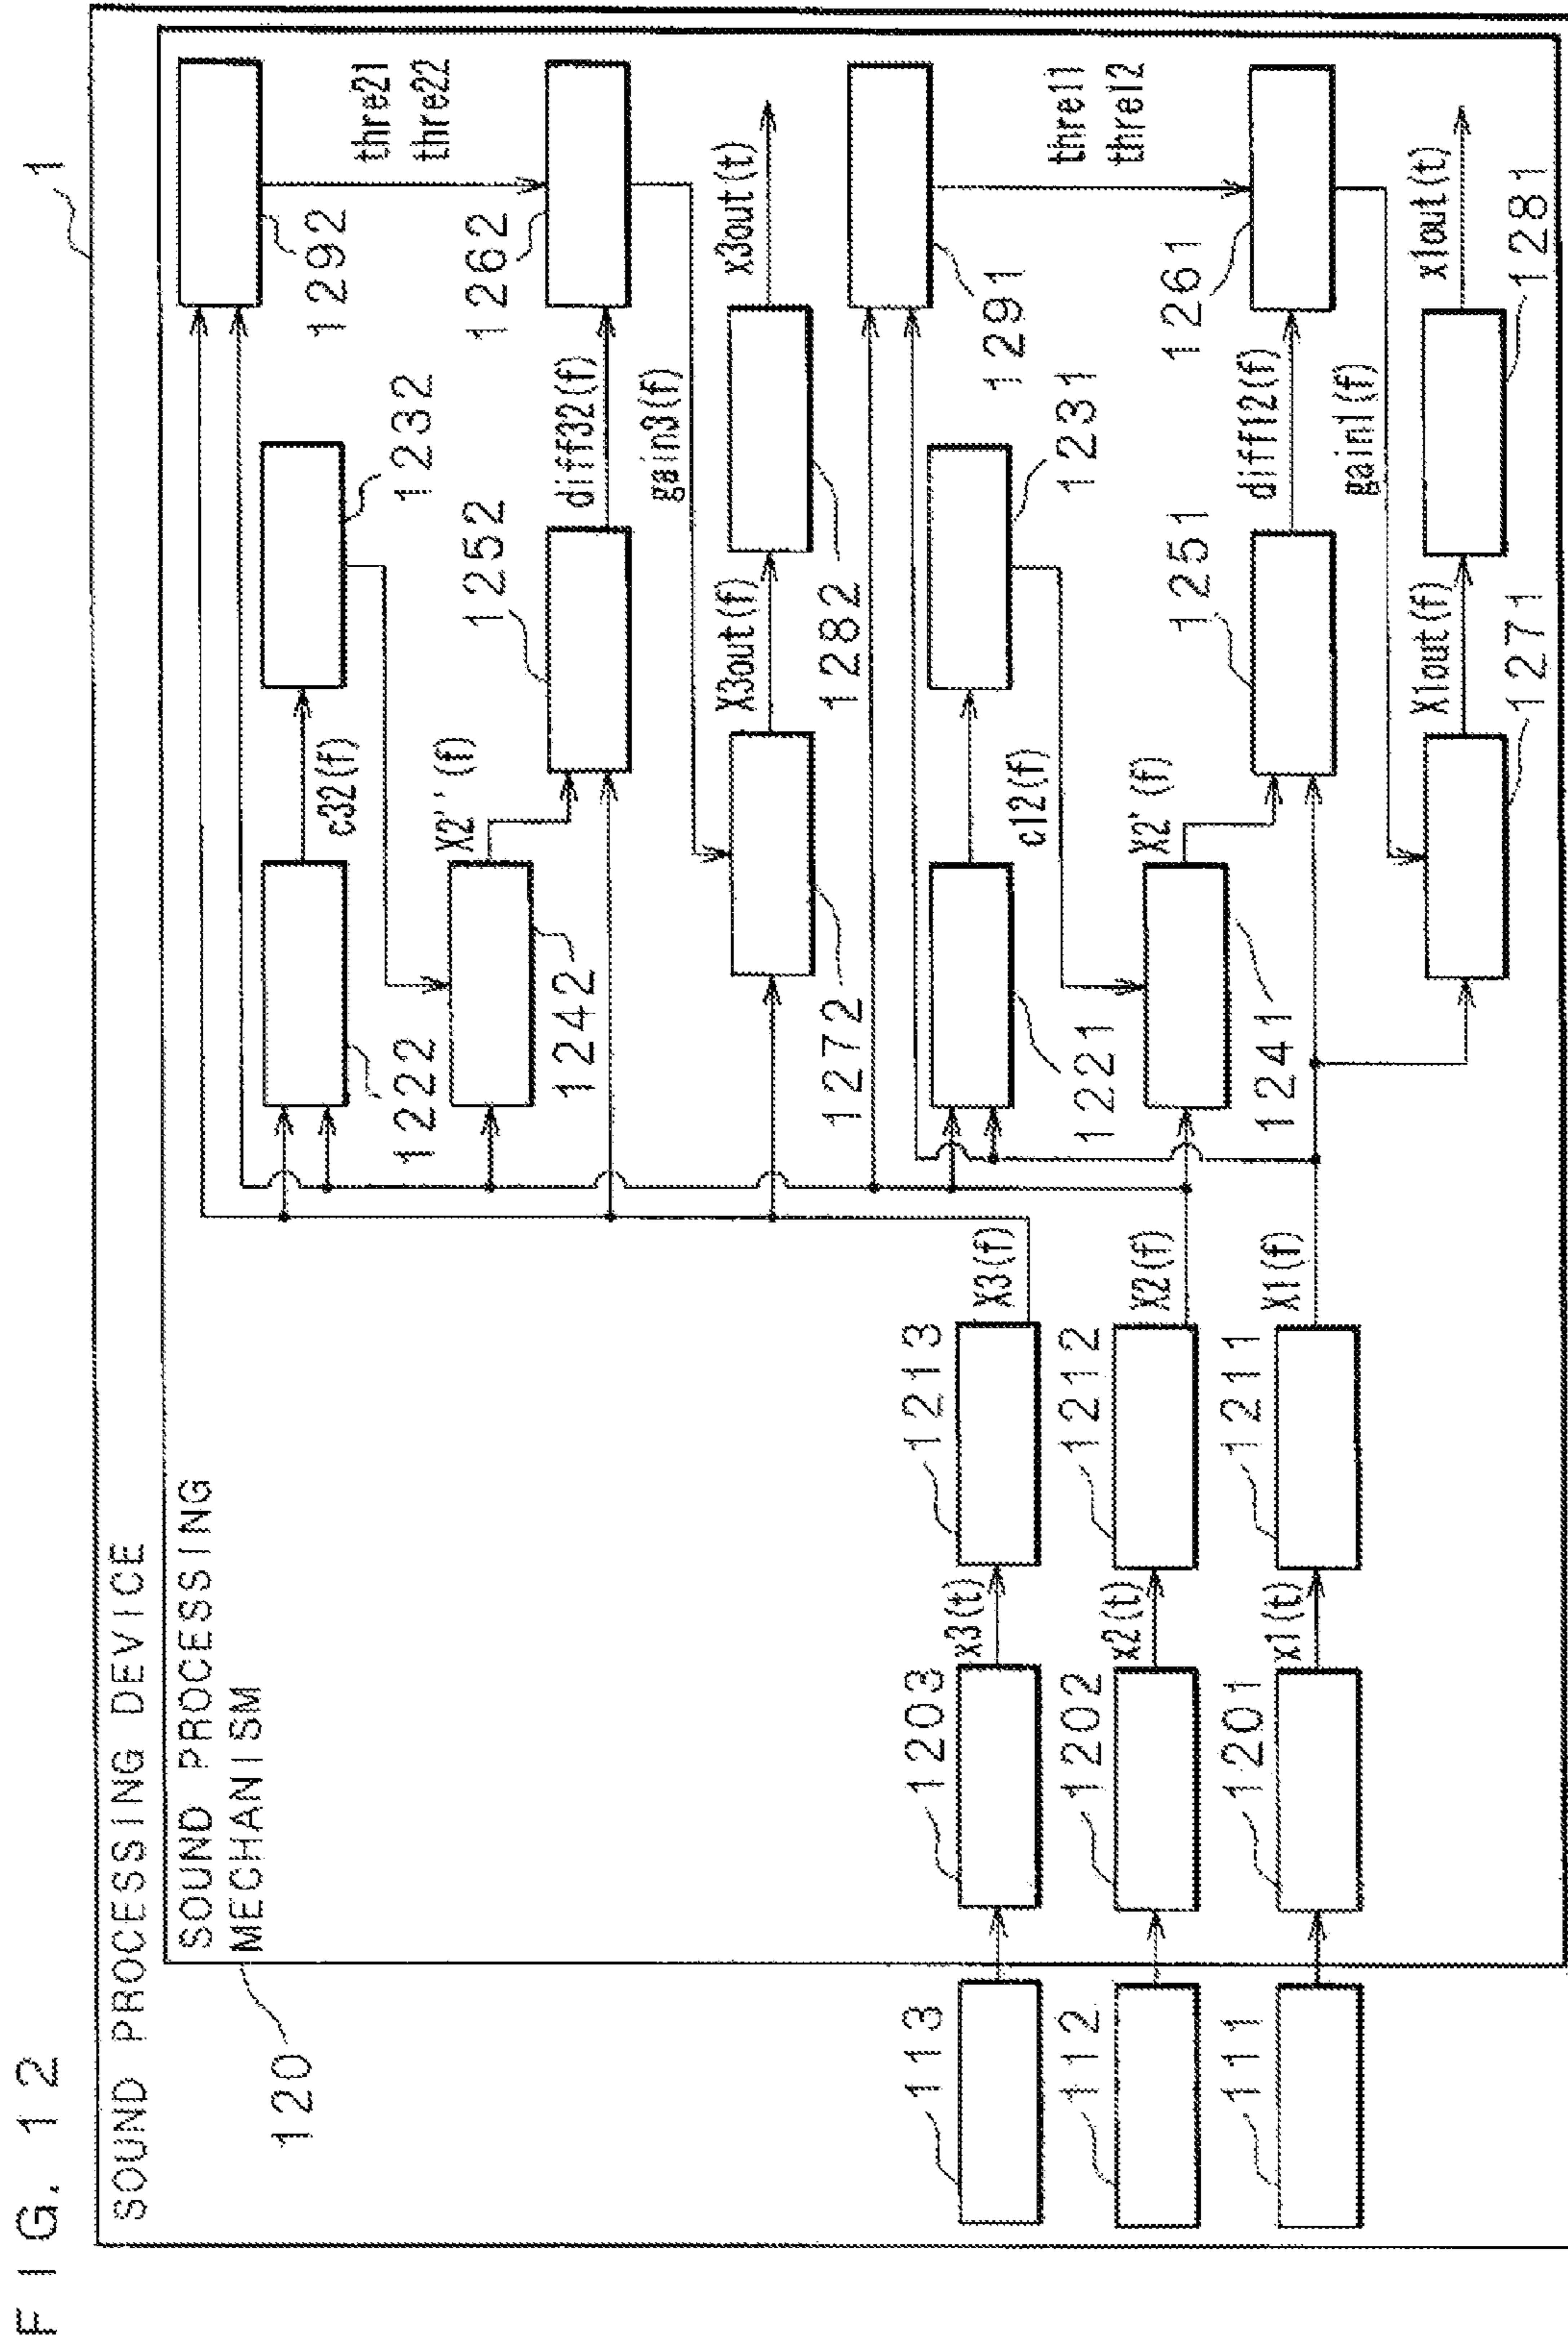 FIG. 12
1
SOUND PROCESSING DEVICE
120
SOUND PROCESSING
MECHANISM
1292
thre21
thre22
1232
c32(f)
1222
1262
1252
diff32(f)
X2''(f)
1242
gain3(f)
x3out(t)
X3out(f)
1282
1272
1291
thre11
thre12
1231
c12(f)
1221
1261
1251
diff12(f)
X2'(f)
1241
gain1(f)
x1out(t)
X1out(f)
1281
1271
113
1203
x3(t)
1213
X3(f)
112
1202
x2(t)
1212
X2(f)
111
1201
x1(t)
1211
X1(f)